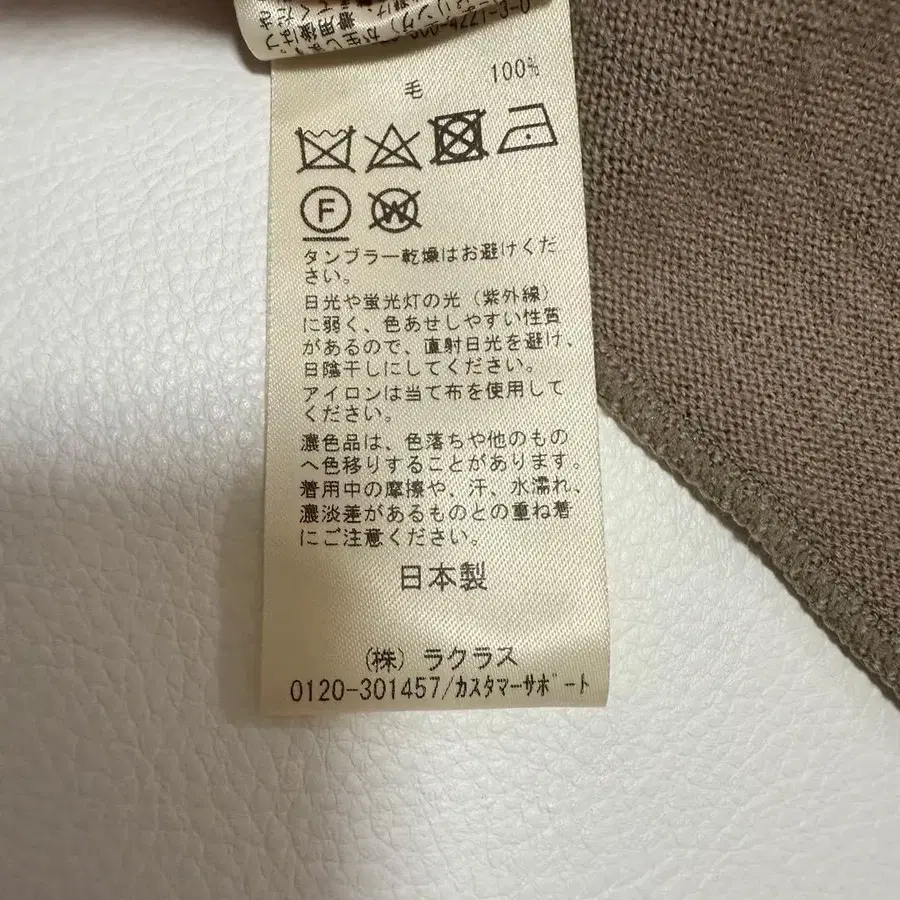 毛 100%
F W
タンブラー乾燥はお避けくだ
さい。
日光や蛍光灯の光（紫外線）
に弱く、色あせしやすい性質
があるので、直射日光を避け、
日陰干しにしてください。
アイロンは当て布を使用して
ください。
濃色品は、色落ちや他のもの
へ色移りすることがあります。
着用中の摩擦や、汗、水濡れ、
濃淡差があるものとの重ね着
にご注意ください。
日本製
（株）ラクラス
0120-301457/ｶｽﾀﾏｰｻﾎﾟｰﾄ